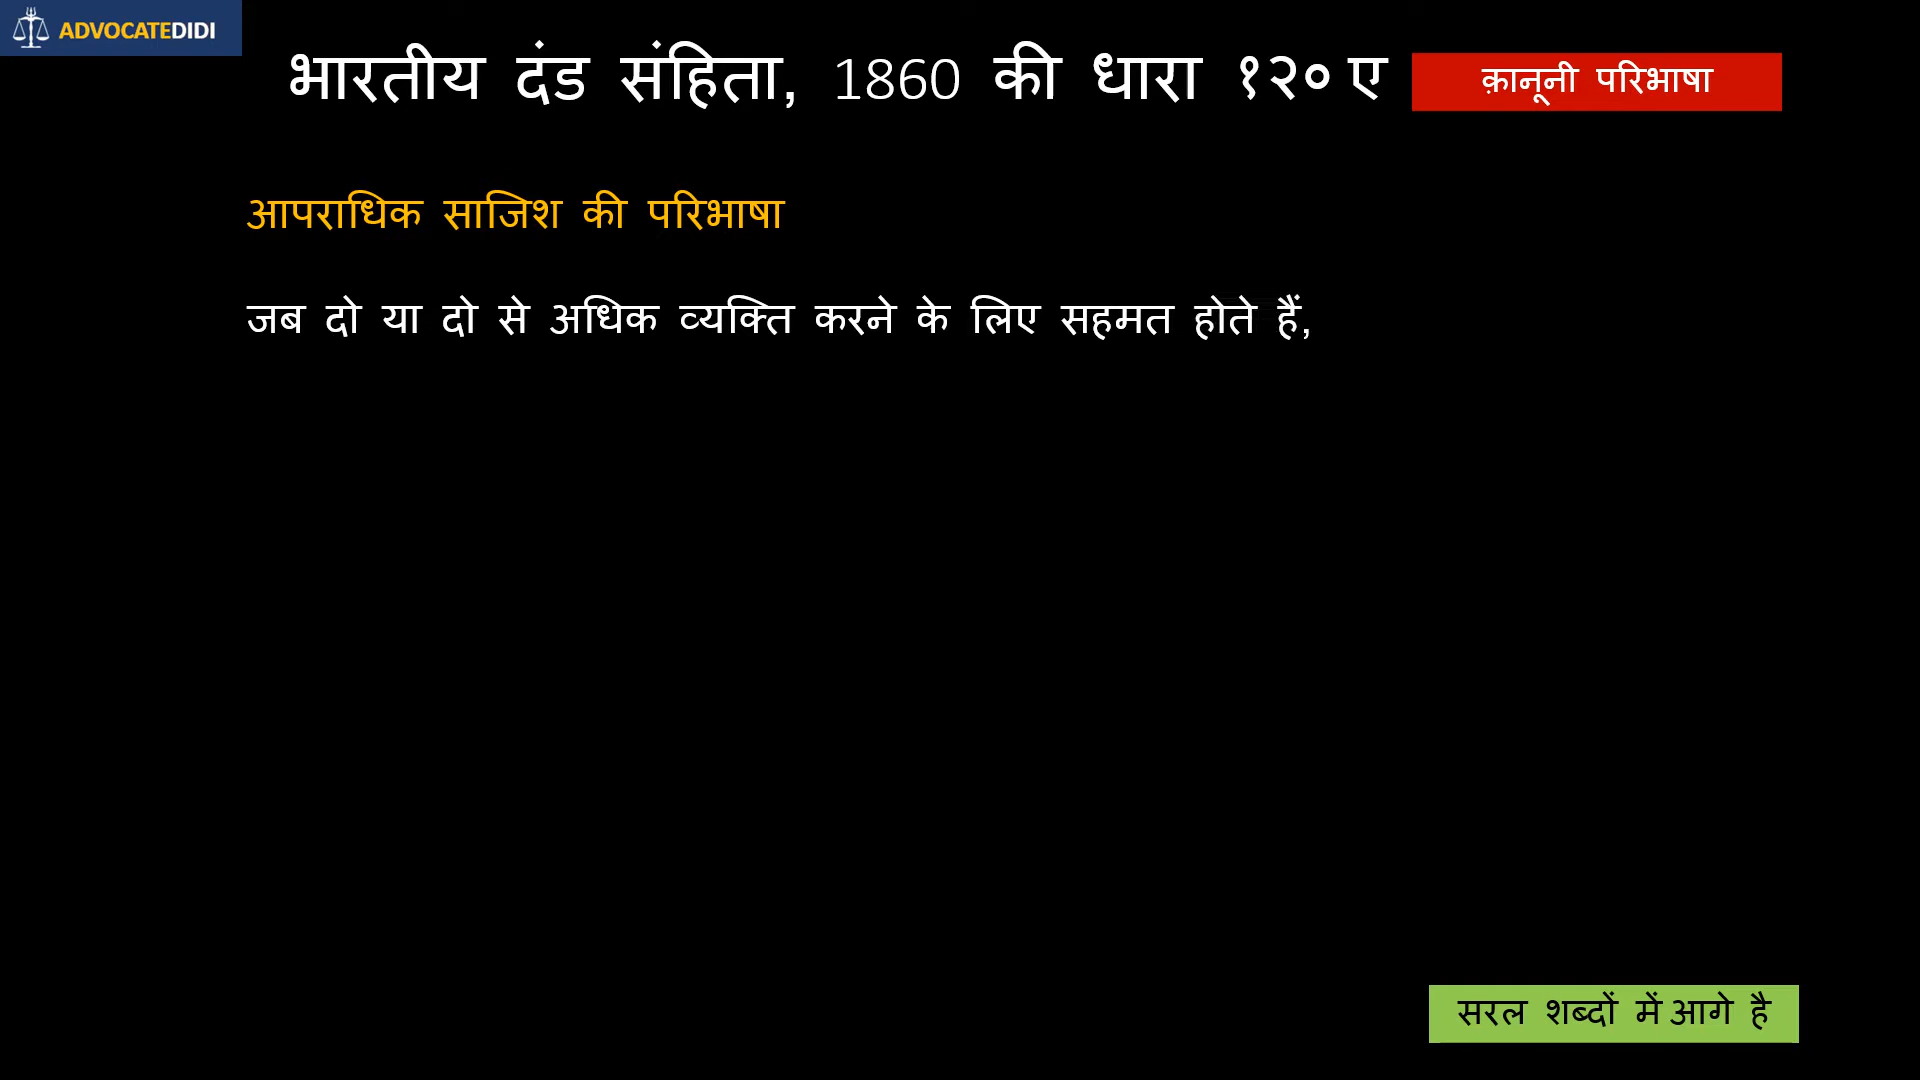 ADVOCATEDIDI
भारतीय दंड संहिता, 1860 की धारा १२० ए
क़ानूनी परिभाषा
आपराधिक साजिश की परिभाषा
जब दो या दो से अधिक व्यक्ति करने के लिए सहमत होते हैं,
सरल शब्दों में आगे है